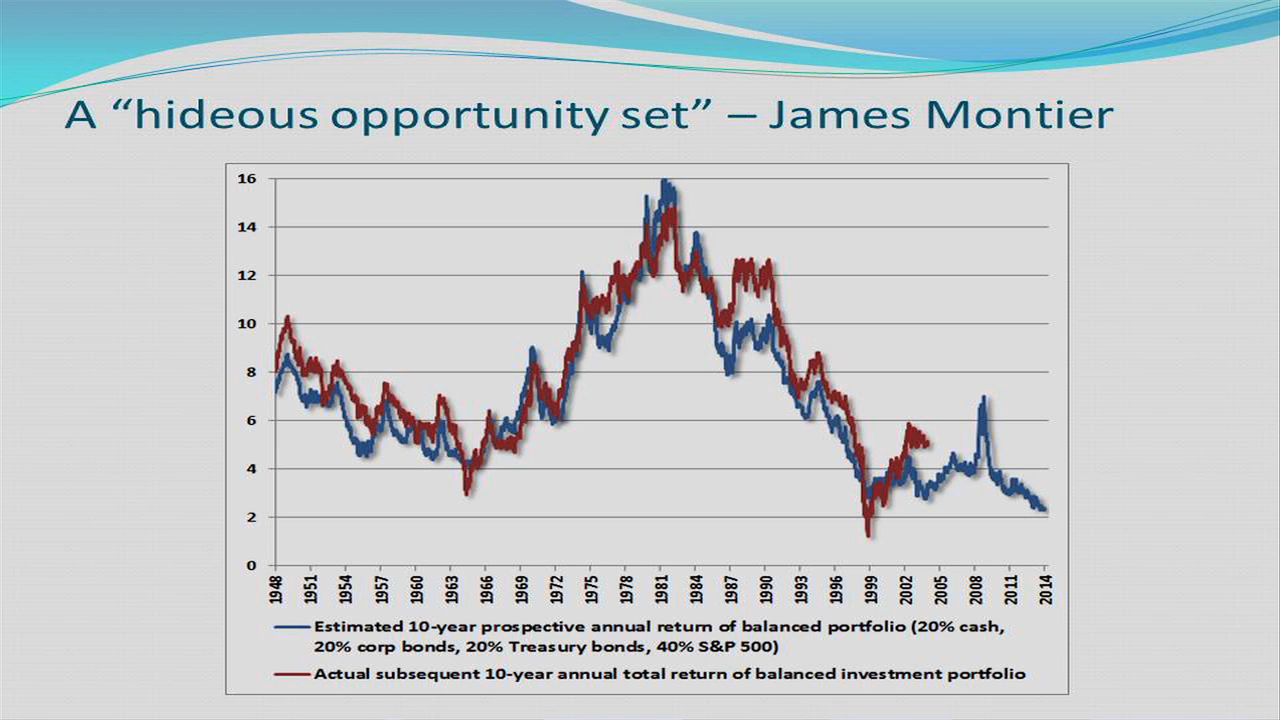 A “hideous opportunity set” – James Montier
16
14
12
10
8
6
4
2
0
1948 1951 1954 1957 1960 1963 1966 1969 1972 1975 1978 1981 1984 1987 1990 1993 1996 1999 2002 2005 2008 2011 2014
Estimated 10-year prospective annual return of balanced portfolio (20% cash,
20% corp bonds, 20% Treasury bonds, 40% S&P 500)
Actual subsequent 10-year annual total return of balanced investment portfolio